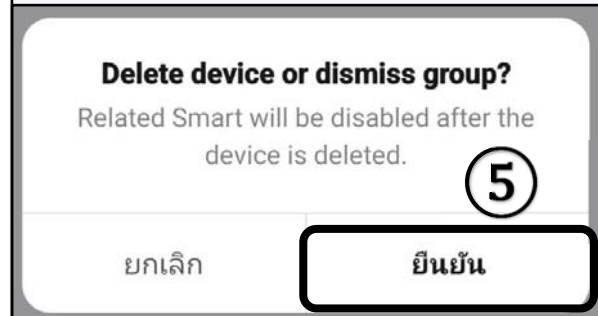 Delete device or dismiss group?
Related Smart will be disabled after the
device is deleted.
⑤
ยกเลิก
ยืนยัน